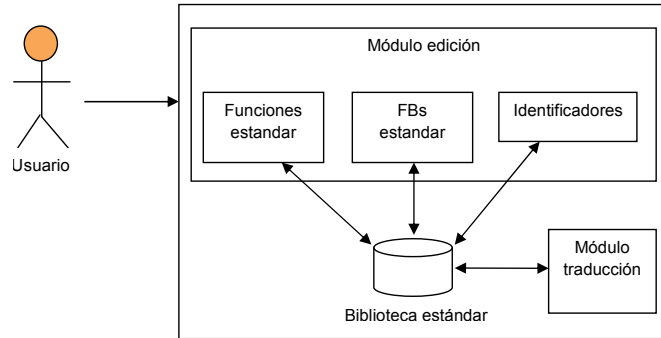 Módulo edición
Funciones
estandar
FBs
estandar
Identificadores
Usuario
Módulo
traducción
Biblioteca estándar